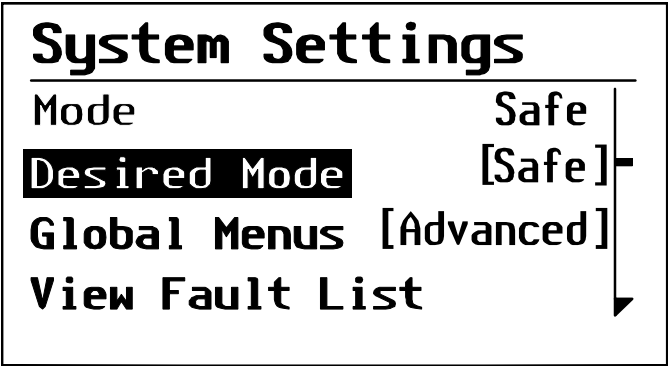 System Settings
Mode Safe
Desired Mode [Safe]
Global Menus [Advanced]
View Fault List